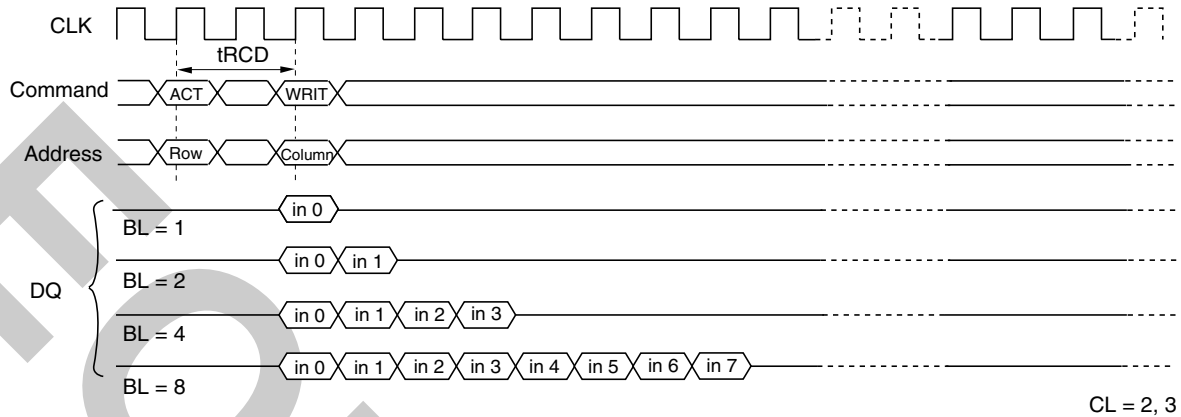 CLK
tRCD
Command ACT WRIT
Address Row Column
in 0
BL = 1
in 0 in 1
BL = 2
DQ
in 0 in 1 in 2 in 3
BL = 4
in 0 in 1 in 2 in 3 in 4 in 5 in 6 in 7
BL = 8
CL = 2, 3